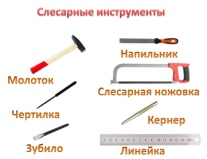 Слесарные инструменты
Напильник
Молоток
Слесарная ножовка
Чертилка
Кернер
Зубило
Линейка